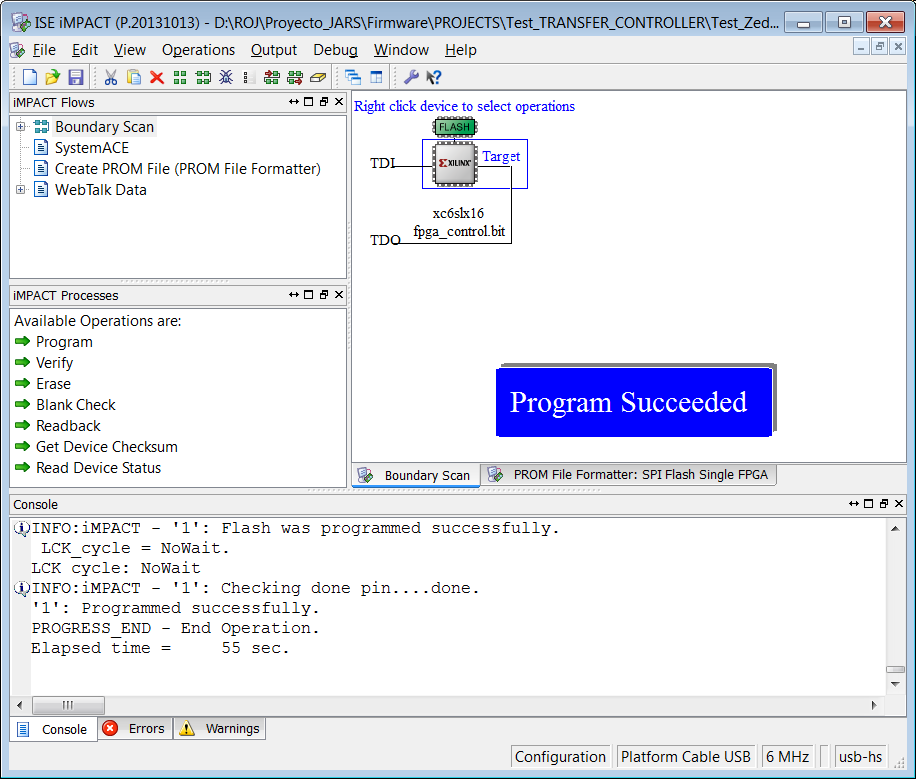 ISE iMPACT (P.20131013) - D:\ROJ\Proyecto_JARS\Firmware\PROJECTS\Test_TRANSFER_CONTROLLER\Test_Zed...
File Edit View Operations Output Debug Window Help
iMPACT Flows
Boundary Scan
SystemACE
Create PROM File (PROM File Formatter)
WebTalk Data
Right click device to select operations
FLASH
TDI
XILINX
Target
xc6slx16
fpga_control.bit
TDO
iMPACT Processes
Available Operations are:
Program
Verify
Erase
Blank Check
Readback
Get Device Checksum
Read Device Status
Program Succeeded
Boundary Scan PROM File Formatter: SPI Flash Single FPGA
Console
INFO:iMPACT - '1': Flash was programmed successfully.
LCK_cycle = NoWait.
LCK cycle: NoWait
INFO:iMPACT - '1': Checking done pin....done.
'1': Programmed successfully.
PROGRESS_END - End Operation.
Elapsed time =     55 sec.
Console Errors Warnings
Configuration Platform Cable USB 6 MHz usb-hs